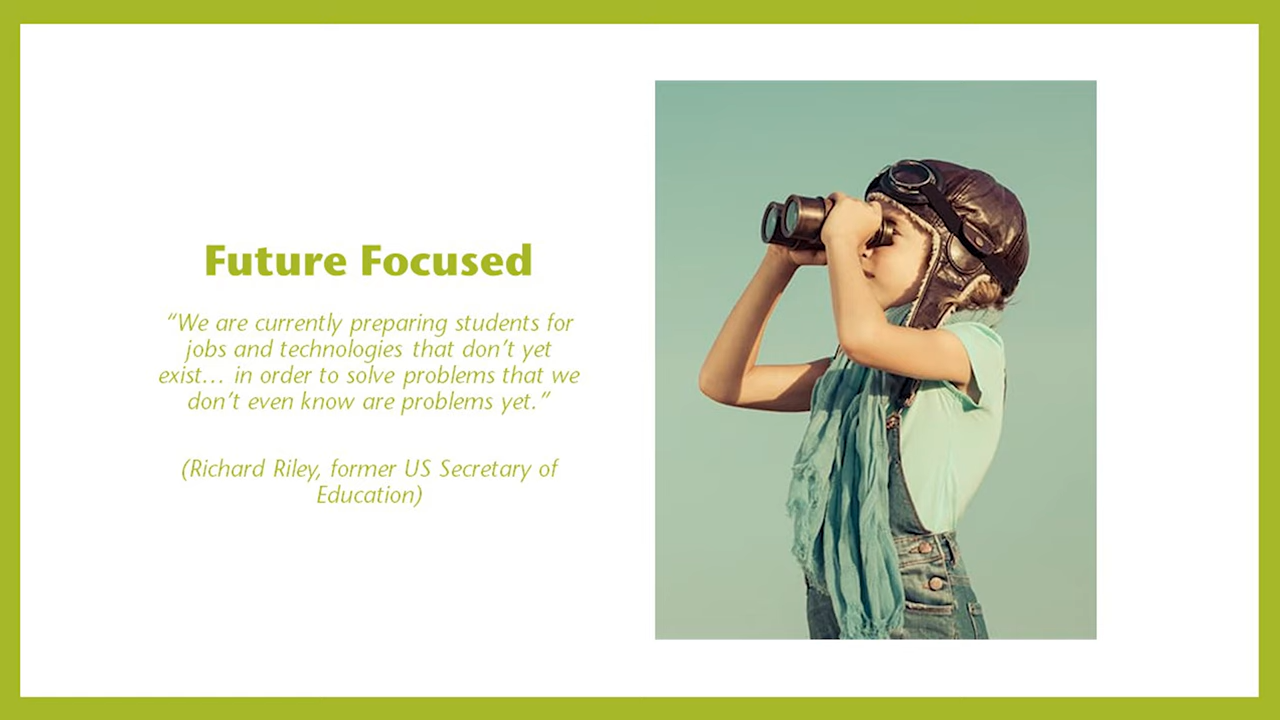 Future Focused
“We are currently preparing students for
jobs and technologies that don’t yet
exist… in order to solve problems that we
don’t even know are problems yet.”
(Richard Riley, former US Secretary of
Education)